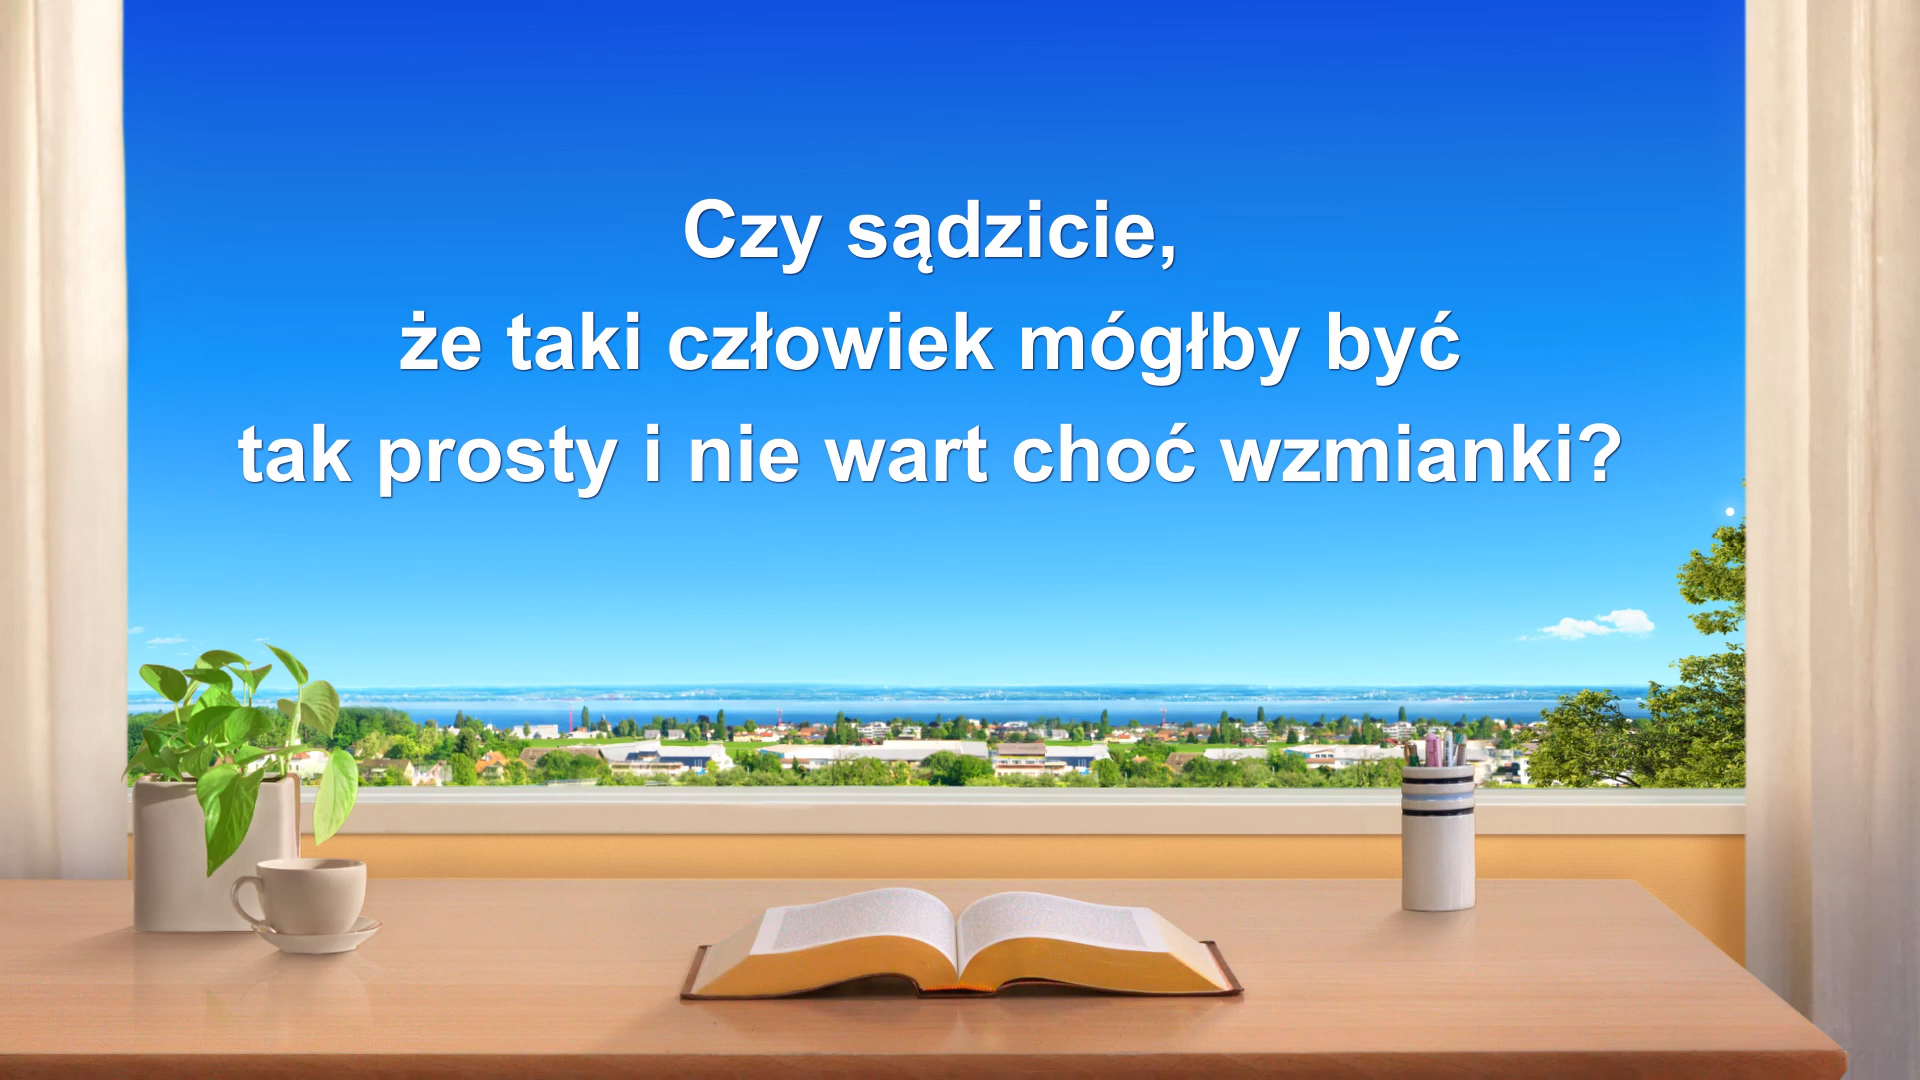 Czy sądzicie,
że taki człowiek mógłby być
tak prosty i nie wart choć wzmianki?